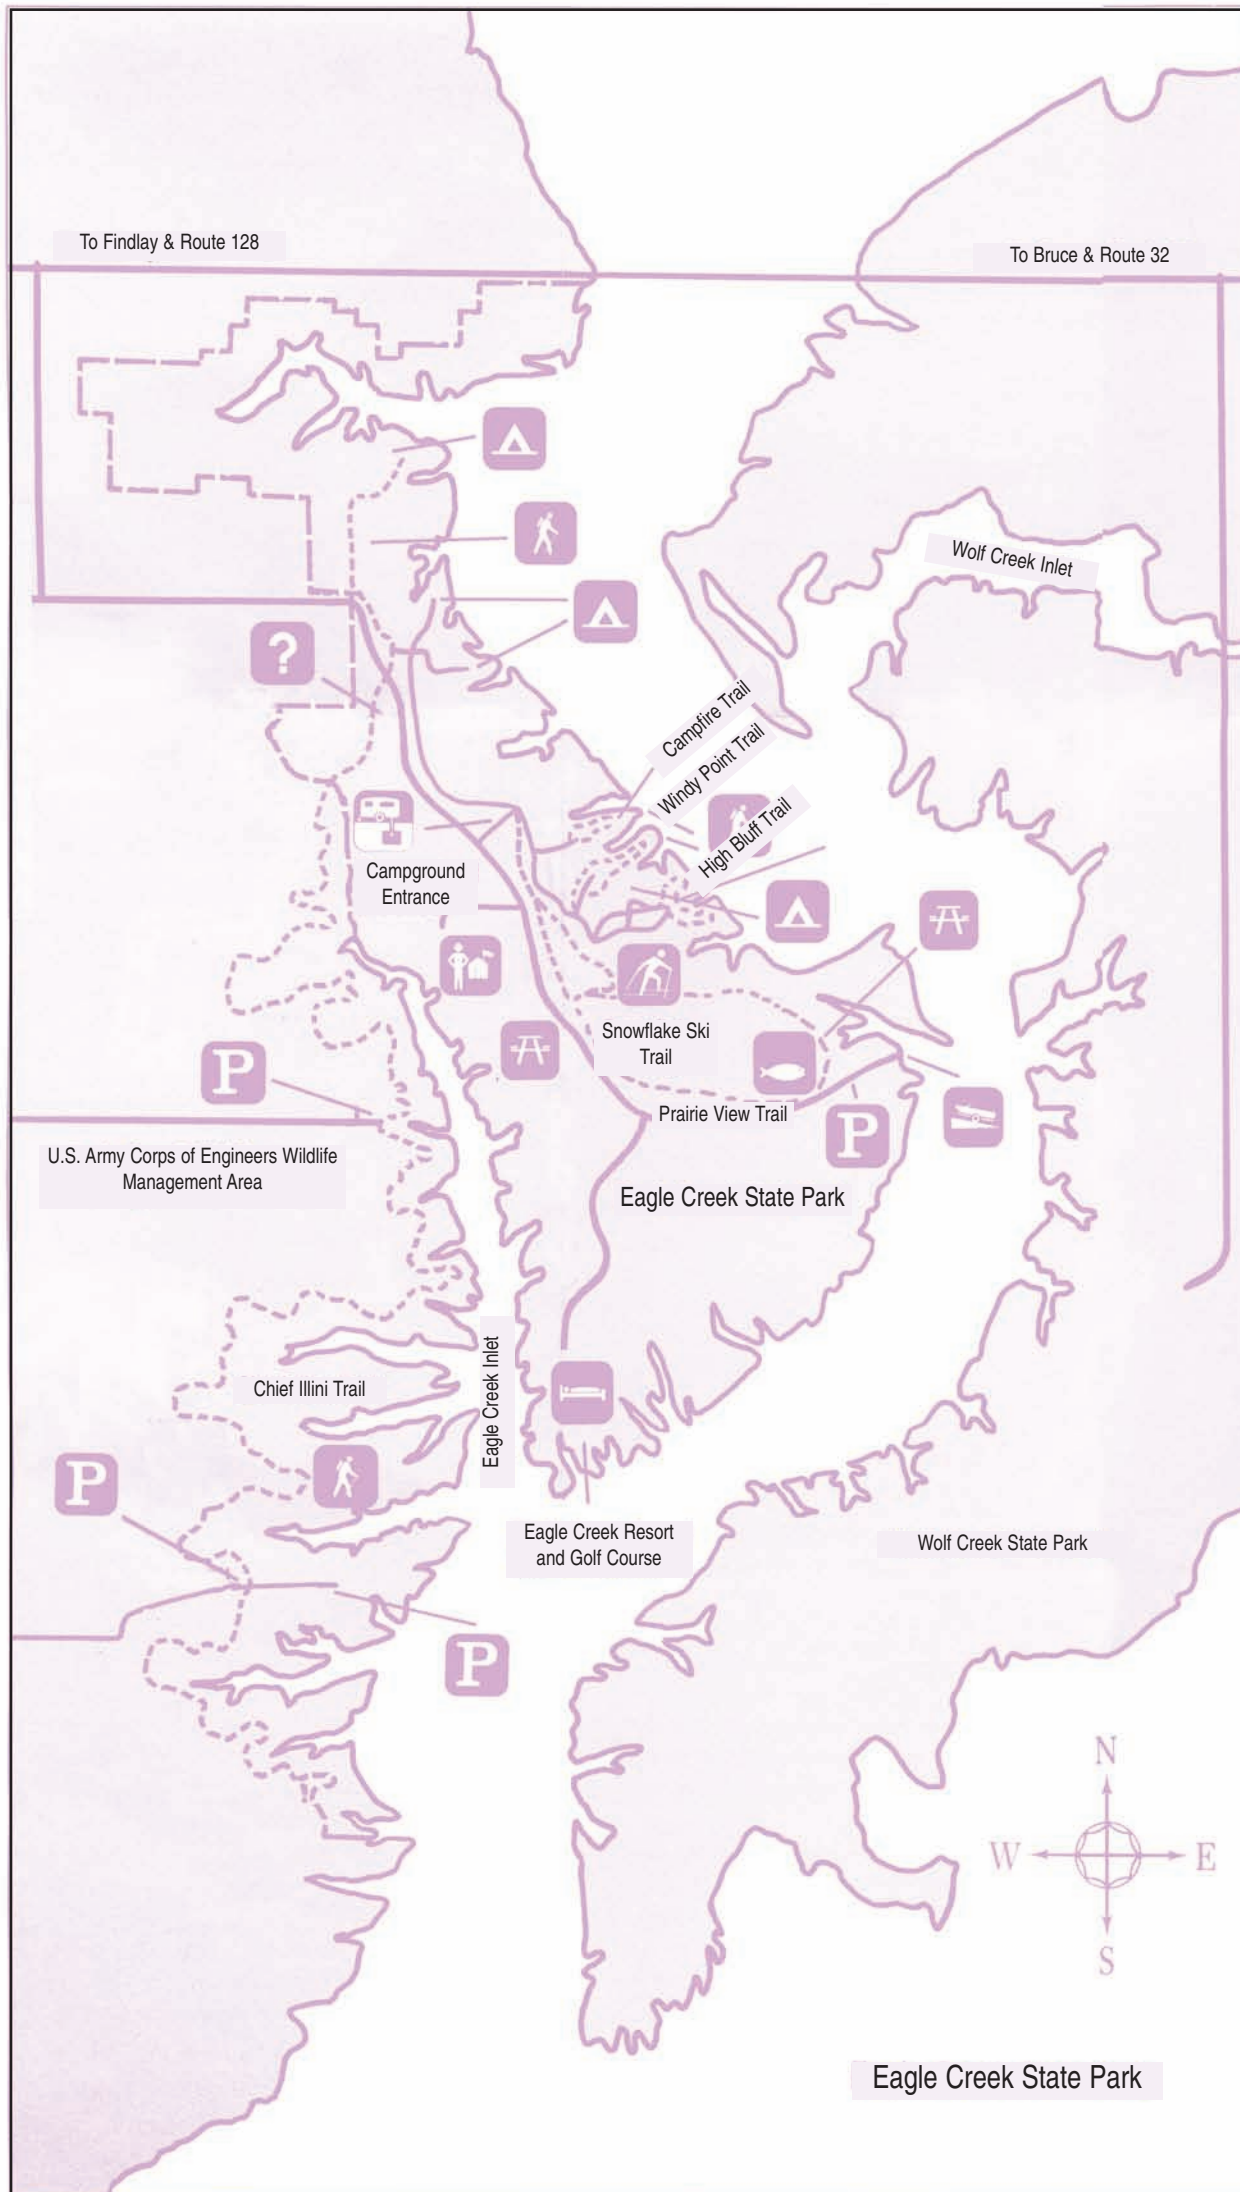 To Findlay & Route 128
To Bruce & Route 32
Wolf Creek Inlet
?
Campfire Trail
Windy Point Trail
High Bluff Trail
Campground
Entrance
Snowflake Ski
Trail
P
Prairie View Trail
P
U.S. Army Corps of Engineers Wildlife
Management Area
Eagle Creek State Park
Eagle Creek Inlet
Chief Illini Trail
P
Eagle Creek Resort
and Golf Course
Wolf Creek State Park
P
N
W
E
S
Eagle Creek State Park